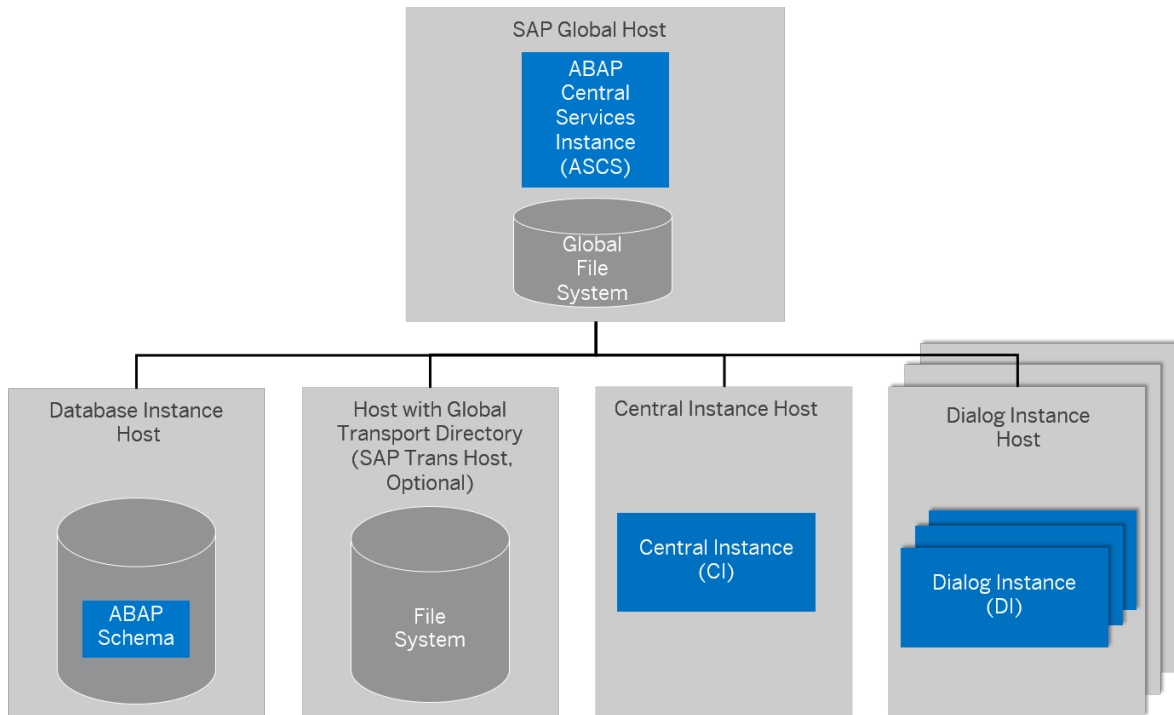 SAP Global Host
ABAP
Central
Services
Instance
(ASCS)
Global
File
System
Database Instance
Host
ABAP
Schema
Host with Global
Transport Directory
(SAP Trans Host,
Optional)
File
System
Central Instance Host
Central Instance
(CI)
Dialog Instance
Host
Dialog Instance
(DI)